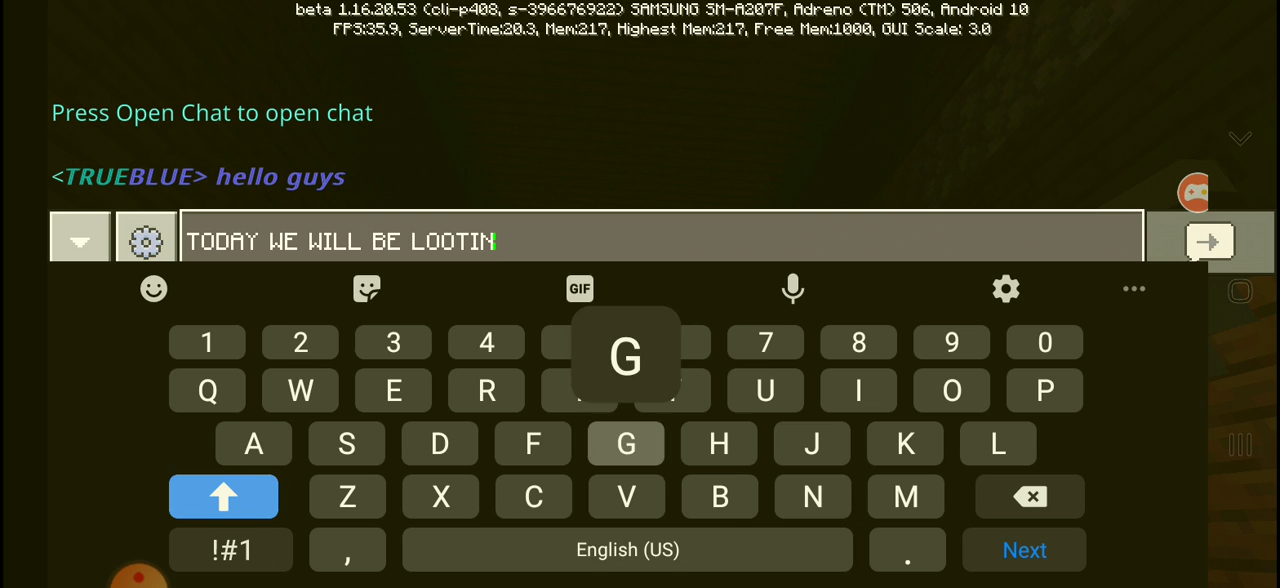 beta 1.16.20.53 (cli-p408, s-396676922) SAMSUNG SM-A207F, Adreno (TM) 506, Android 10
FPS:35.9, ServerTime:20.3, Mem:217, Highest Mem:217, Free Mem:1000, GUI Scale: 3.0
Press Open Chat to open chat
<TRUEBLUE> hello guys
TODAY WE WILL BE LOOTIN
GIF
1 2 3 4 7 8 9 0
G
Q W E R U I O P
A S D F G H J K L
Z X C V B N M
!#1 , English (US) . Next